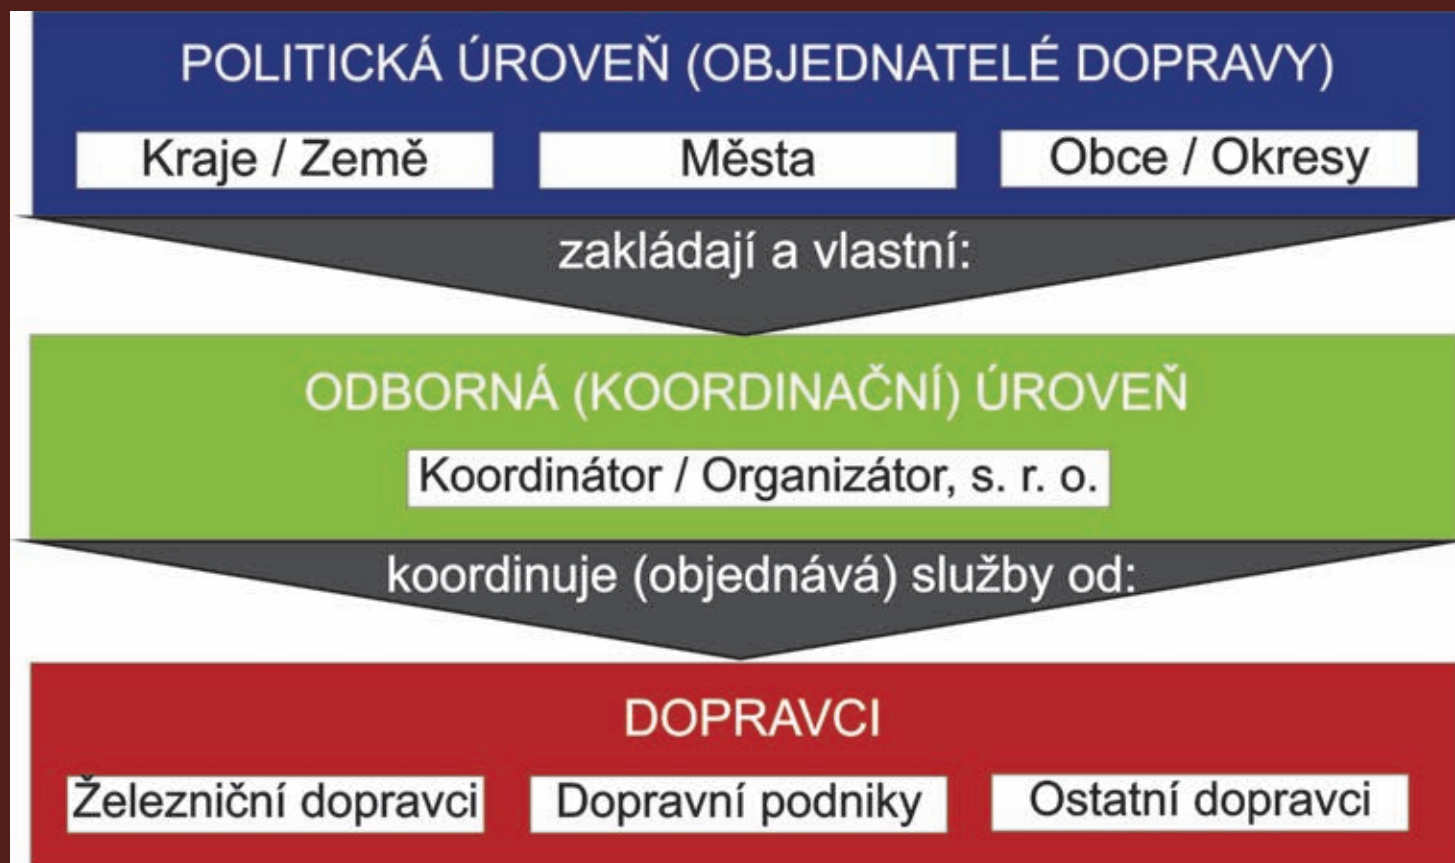 POLITICKÁ ÚROVEŇ (OBJEDNATELÉ DOPRAVY)
Kraje / Země
Města
Obce / Okresy
zakládají a vlastní:
ODBORNÁ (KOORDINAČNÍ) ÚROVEŇ
Koordinátor / Organizátor, s. r. o.
koordinuje (objednává) služby od:
DOPRAVCI
Železniční dopravci
Dopravní podniky
Ostatní dopravci